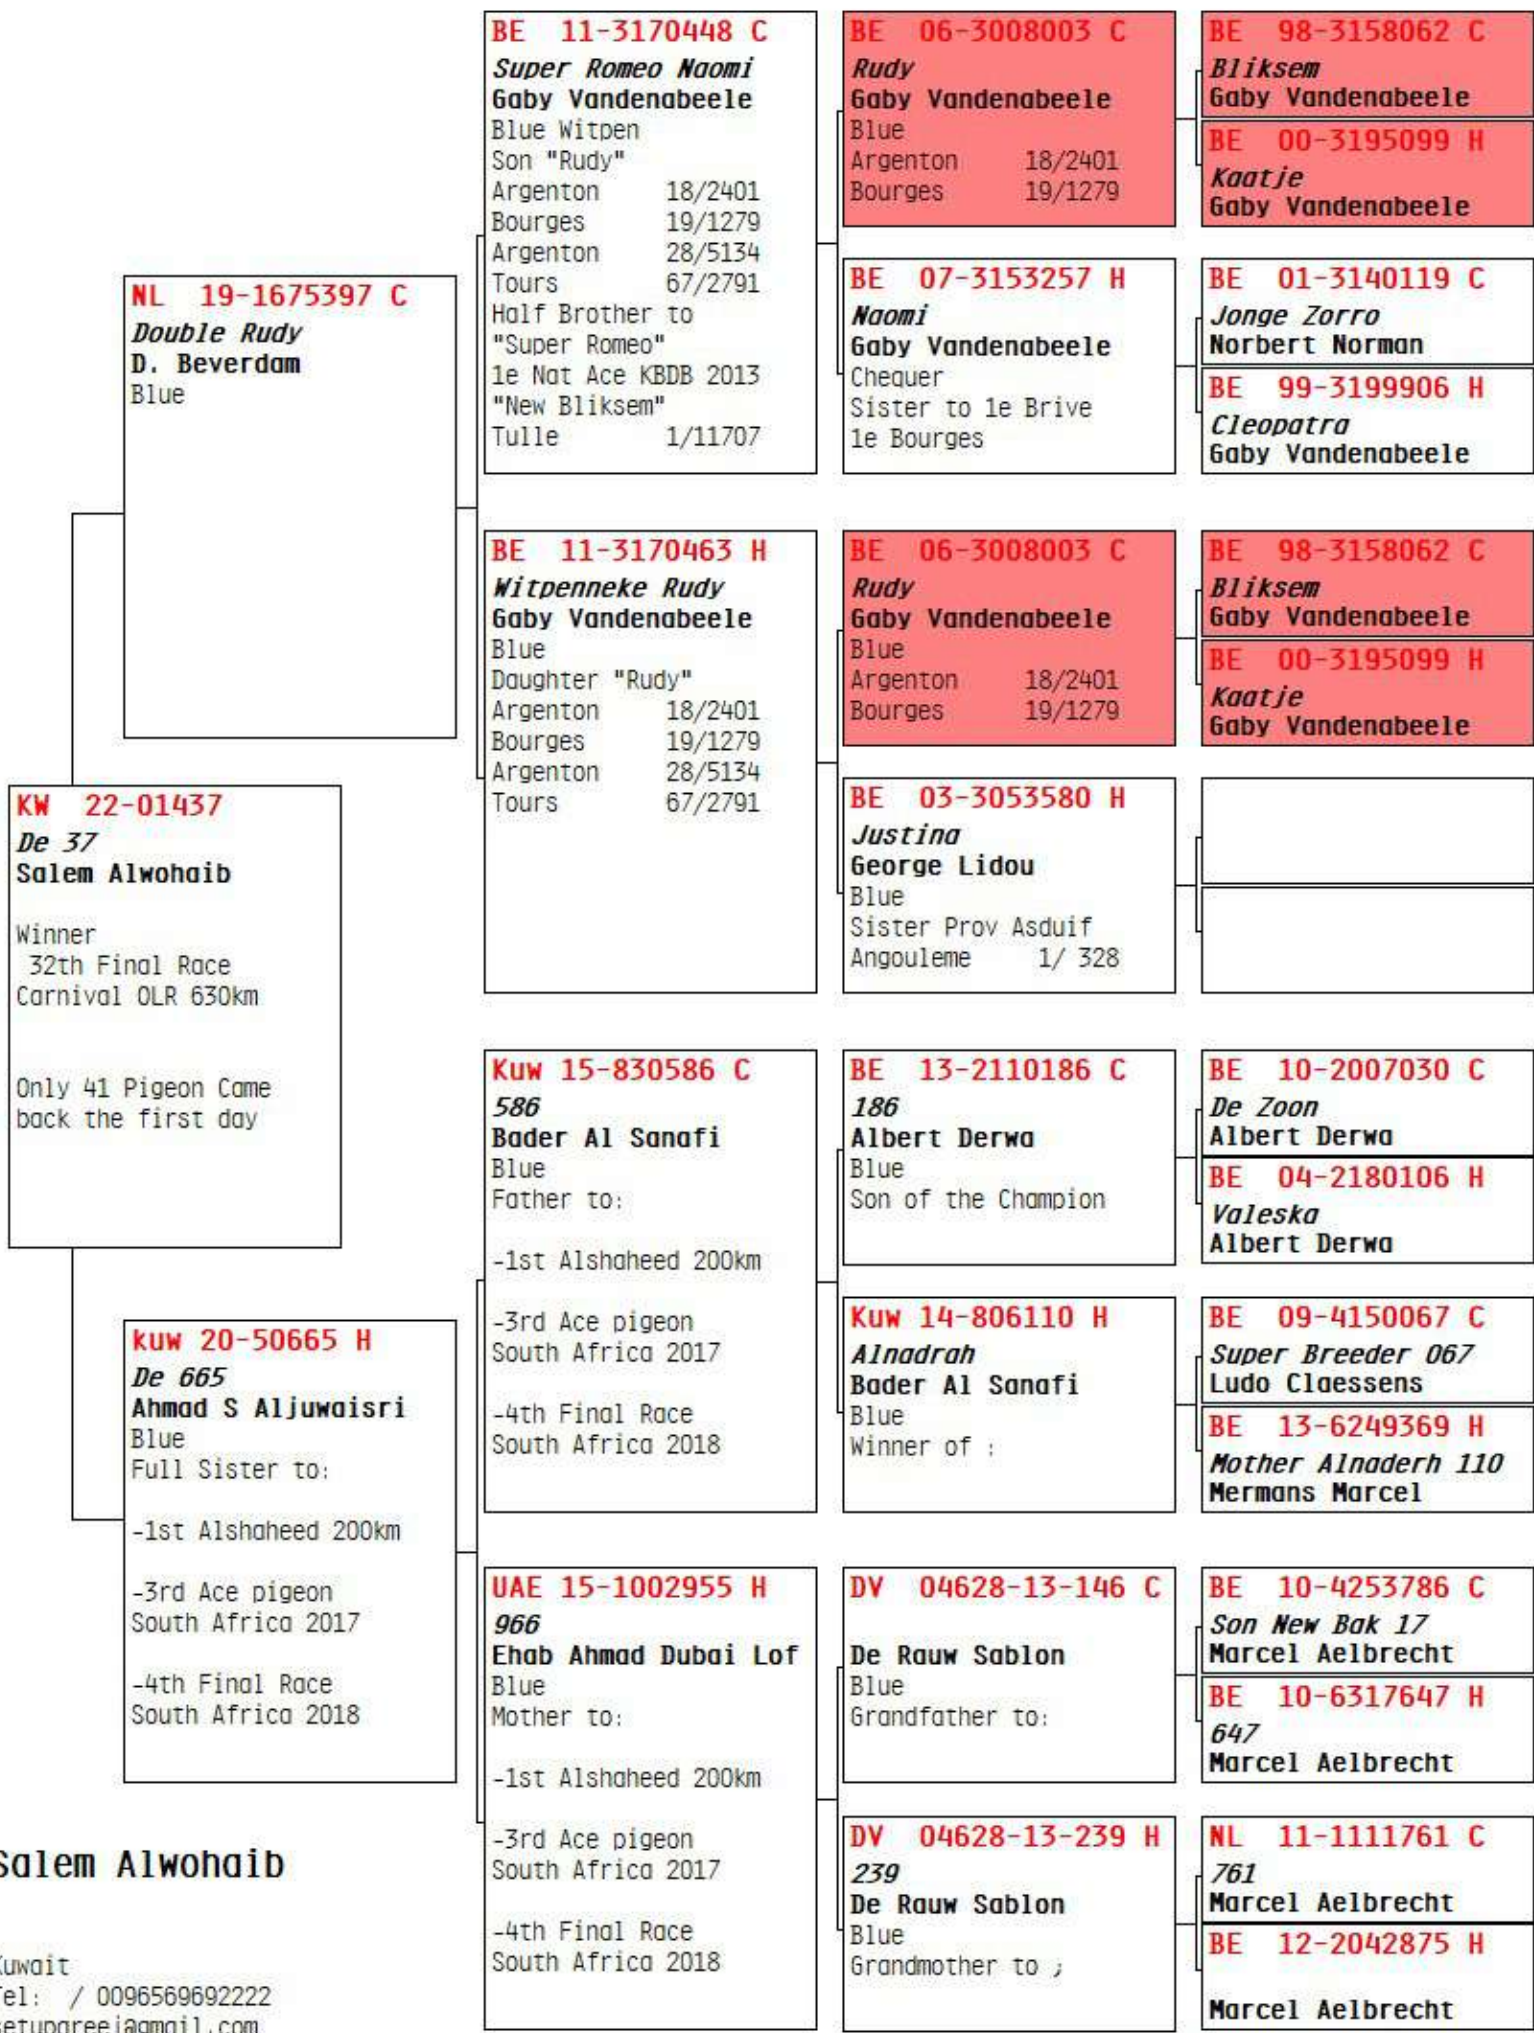 KW 22-01437
De 37
Salem Alwohaib
Winner
32th Final Race
Carnival OLR 630km
Only 41 Pigeon Came
back the first day
NL 19-1675397 C
Double Rudy
D. Beverdam
Blue
kuw 20-50665 H
De 665
Ahmad S Aljuwaisri
Blue
Full Sister to:
-1st Alshaheed 200km
-3rd Ace pigeon
South Africa 2017
-4th Final Race
South Africa 2018
BE 11-3170448 C
Super Romeo Naomi
Gaby Vandenabeele
Blue Witpen
Son "Rudy"
Argenton 18/2401
Bourges 19/1279
Argenton 28/5134
Tours 67/2791
Half Brother to
"Super Romeo"
1e Nat Ace KBDB 2013
"New Bliksem"
Tulle 1/11707
BE 11-3170463 H
Witpenneke Rudy
Gaby Vandenabeele
Blue
Daughter "Rudy"
Argenton 18/2401
Bourges 19/1279
Argenton 28/5134
Tours 67/2791
Kuw 15-830586 C
586
Bader Al Sanafi
Blue
Father to:
-1st Alshaheed 200km
-3rd Ace pigeon
South Africa 2017
-4th Final Race
South Africa 2018
UAE 15-1002955 H
966
Ehab Ahmad Dubai Lof
Blue
Mother to:
-1st Alshaheed 200km
-3rd Ace pigeon
South Africa 2017
-4th Final Race
South Africa 2018
BE 06-3008003 C
Rudy
Gaby Vandenabeele
Blue
Argenton 18/2401
Bourges 19/1279
BE 07-3153257 H
Naomi
Gaby Vandenabeele
Chequer
Sister to 1e Brive
1e Bourges
BE 06-3008003 C
Rudy
Gaby Vandenabeele
Blue
Argenton 18/2401
Bourges 19/1279
BE 03-3053580 H
Justina
George Lidou
Blue
Sister Prov Asduif
Angouleme 1/ 328
BE 13-2110186 C
186
Albert Derwa
Blue
Son of the Champion
Kuw 14-806110 H
Alnadrah
Bader Al Sanafi
Blue
Winner of :
DV 04628-13-146 C
De Rauw Sablon
Blue
Grandfather to:
DV 04628-13-239 H
239
De Rauw Sablon
Blue
Grandmother to ;
BE 98-3158062 C
Bliksem
Gaby Vandenabeele
BE 00-3195099 H
Kaatje
Gaby Vandenabeele
BE 01-3140119 C
Jonge Zorro
Norbert Norman
BE 99-3199906 H
Cleopatra
Gaby Vandenabeele
BE 98-3158062 C
Bliksem
Gaby Vandenabeele
BE 00-3195099 H
Kaatje
Gaby Vandenabeele
BE 10-2007030 C
De Zoon
Albert Derwa
BE 04-2180106 H
Valeska
Albert Derwa
BE 09-4150067 C
Super Breeder 067
Ludo Claessens
BE 13-6249369 H
Mother Alnaderh 110
Mermans Marcel
BE 10-4253786 C
Son New Bak 17
Marcel Aelbrecht
BE 10-6317647 H
647
Marcel Aelbrecht
NL 11-1111761 C
761
Marcel Aelbrecht
BE 12-2042875 H
Marcel Aelbrecht
Salem Alwohaib
Kuwait
Tel: / 0096569692222
setupareej@gmail.com